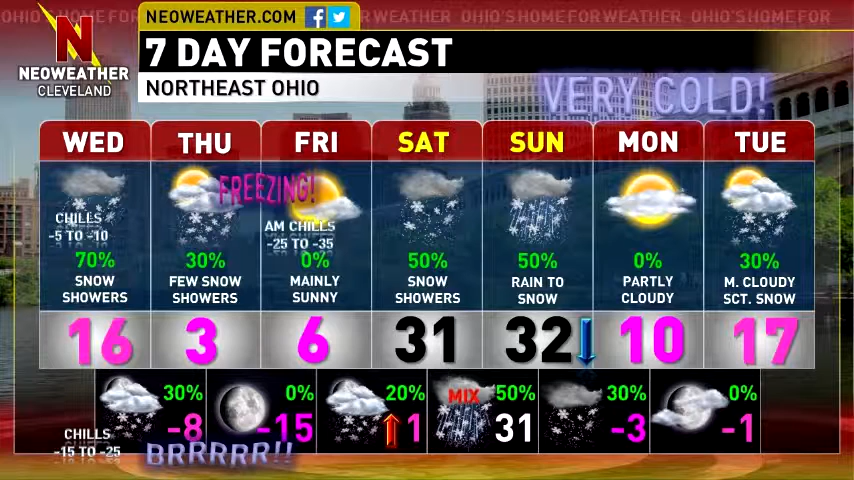 OHIO'S HOME FOR WEATHER OHIO'S HOME FOR
NEOWEATHER.COM
N
NEOWEATHER
CLEVELAND
7 DAY FORECAST
NORTHEAST OHIO
VERY COLD!
WED THU FRI SAT SUN MON TUE
FREEZING!
CHILLS
-5 TO -10
AM CHILLS
-25 TO -35
70% 30% 0% 50% 50% 0% 30%
SNOW FEW SNOW MAINLY SNOW RAIN TO PARTLY M. CLOUDY
SHOWERS SHOWERS SUNNY SHOWERS SNOW CLOUDY SCT. SNOW
16 3 6 31 32 10 17
30% 0% 20% MIX 50% 30% 0%
-8 -15 1 31 -3 -1
CHILLS
-15 TO -25
BRRRRR!!